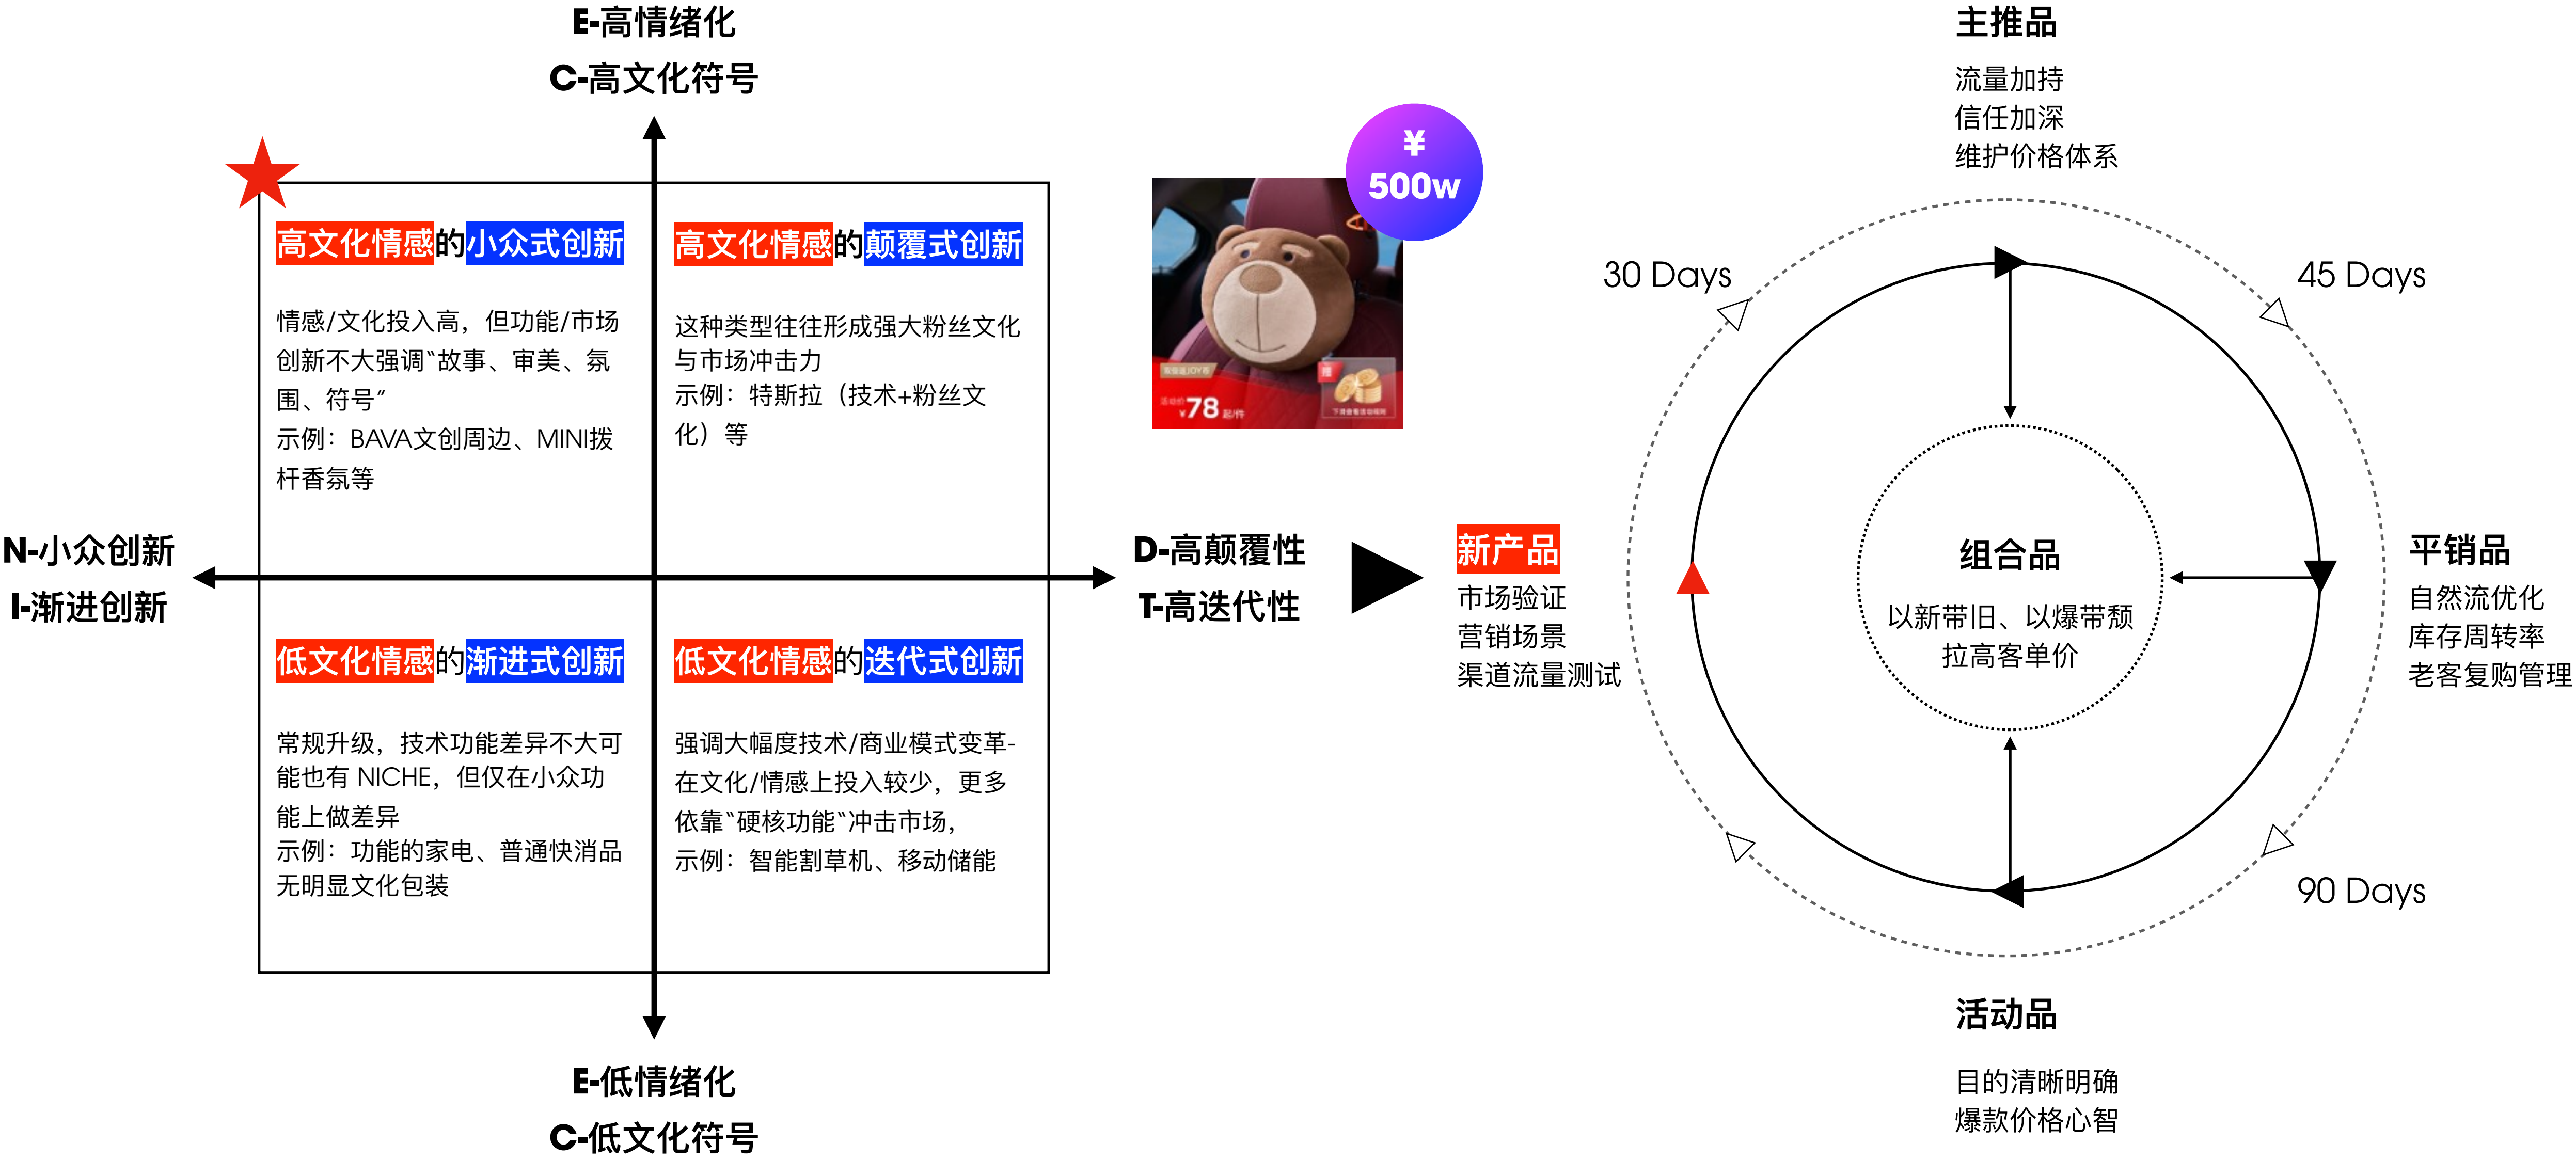 E-高情绪化
C-高文化符号
高文化情感的小众式创新
情感/文化投入高，但功能/市场
创新不大强调“故事、审美、氛
围、符号”
示例：BAVA文创周边、MINI拨
杆香氛等
高文化情感的颠覆式创新
这种类型往往形成强大粉丝文化
与市场冲击力
示例：特斯拉（技术+粉丝文
化）等
N-小众创新
I-渐进创新
D-高颠覆性
T-高迭代性
低文化情感的渐进式创新
常规升级，技术功能差异不大可
能也有 NICHE，但仅在小众功
能上做差异
示例：功能的家电、普通快消品
无明显文化包装
低文化情感的迭代式创新
强调大幅度技术/商业模式变革-
在文化/情感上投入较少，更多
依靠“硬核功能“冲击市场，
示例：智能割草机、移动储能
E-低情绪化
C-低文化符号
¥
500w
活动价
¥78起/件
赠
新产品
市场验证
营销场景
渠道流量测试
主推品
流量加持
信任加深
维护价格体系
30 Days
45 Days
组合品
以新带旧、以爆带颓
拉高客单价
平销品
自然流优化
库存周转率
老客复购管理
90 Days
活动品
目的清晰明确
爆款价格心智